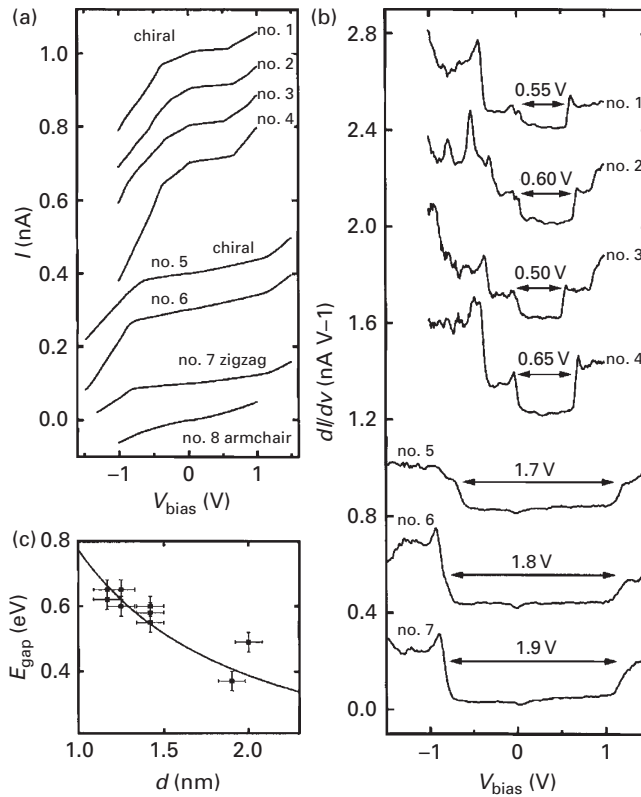 (a)
chiral
no. 1
no. 2
no. 3
no. 4
chiral
no. 5
no. 6
no. 7 zigzag
no. 8 armchair
1.0
0.8
0.6
0.4
0.2
0.0
I (nA)
−1 0 1
V bias (V)
(b)
2.8
2.4
2.0
1.6
1.2
0.8
0.4
0.0
dI/dv (nA V−1)
0.55 V
no. 1
no. 2
0.60 V
0.50 V
no. 3
0.65 V
no. 4
no. 5
1.7 V
no. 6
1.8 V
no. 7
1.9 V
−1 0 1
V bias (V)
(c)
0.8
0.6
0.4
E gap (eV)
1.0 1.5 2.0
d (nm)